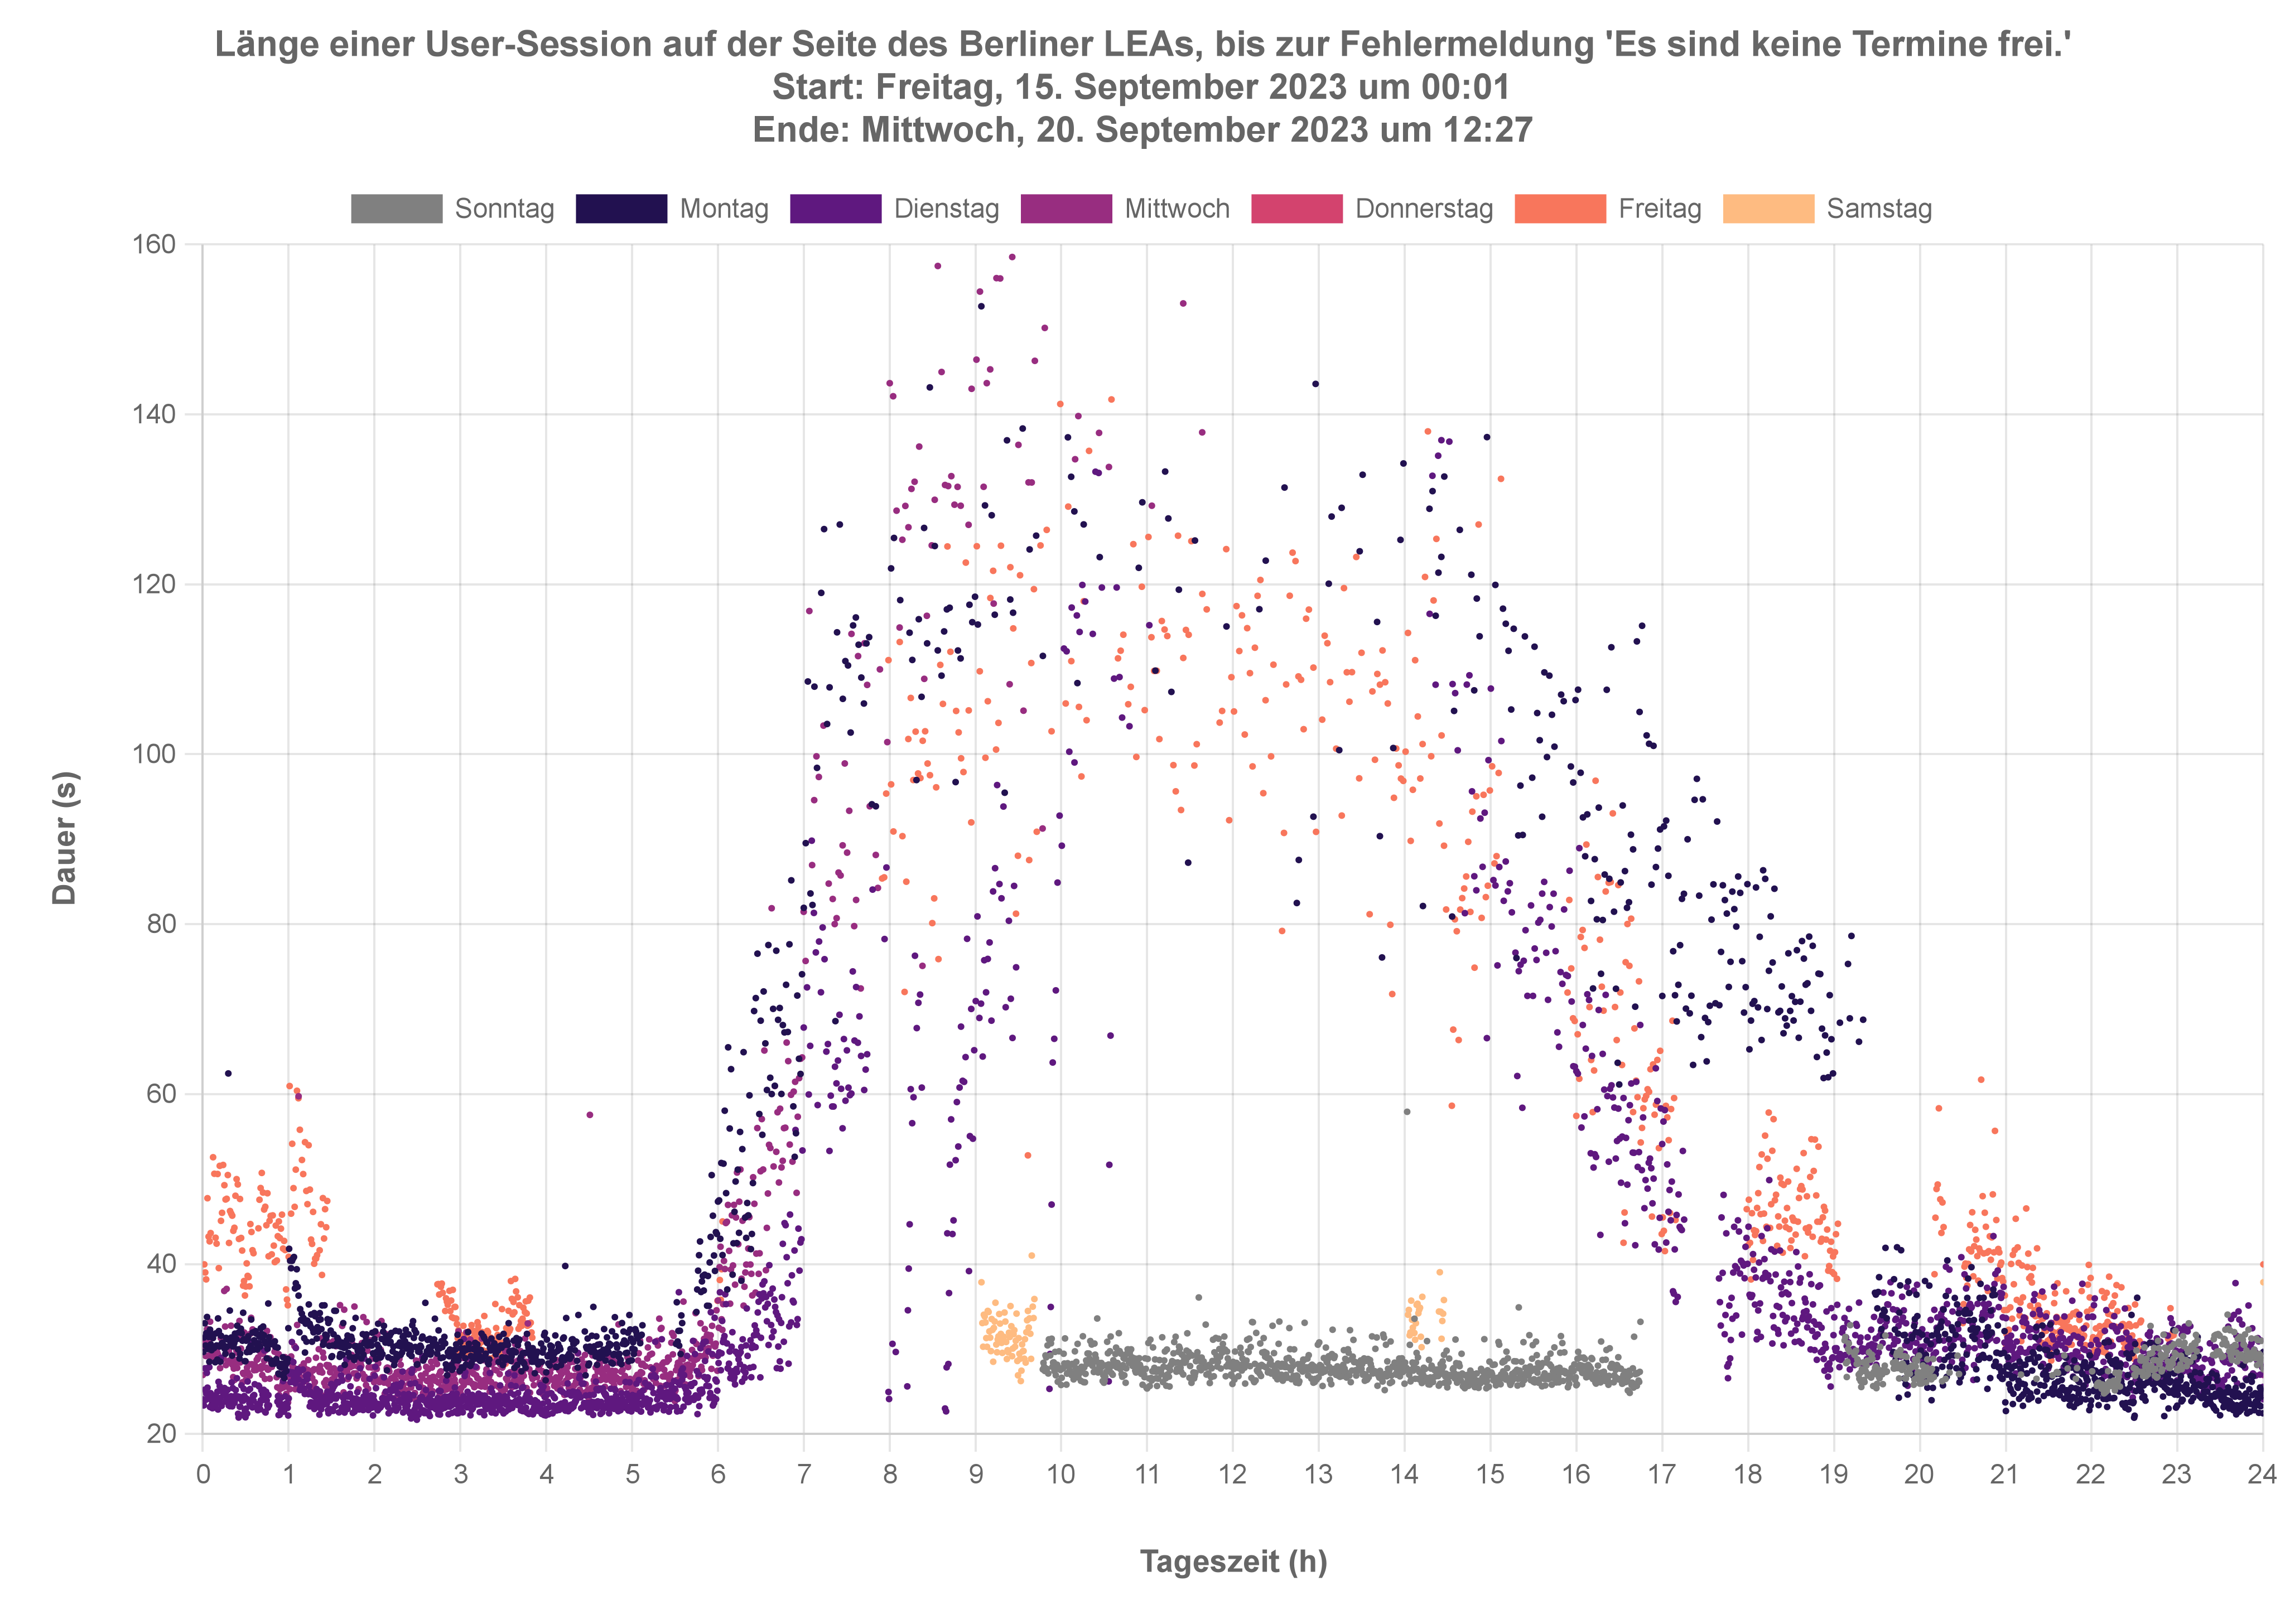 Länge einer User-Session auf der Seite des Berliner LEAs, bis zur Fehlermeldung 'Es sind keine Termine frei.'
Start: Freitag, 15. September 2023 um 00:01
Ende: Mittwoch, 20. September 2023 um 12:27
Sonntag Montag Dienstag Mittwoch Donnerstag Freitag Samstag
160
140
120
100
80
60
40
20
Dauer (s)
0 1 2 3 4 5 6 7 8 9 10 11 12 13 14 15 16 17 18 19 20 21 22 23 24
Tageszeit (h)